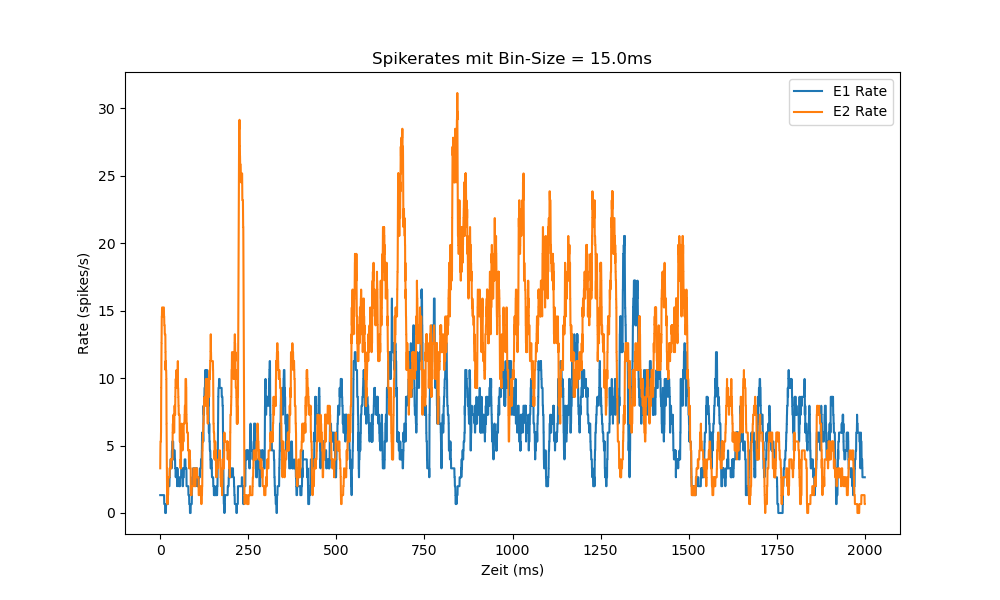 Spikerates mit Bin-Size = 15.0ms
E1 Rate
E2 Rate
Rate (spikes/s)
30
25
20
15
10
5
0
0 250 500 750 1000 1250 1500 1750 2000
Zeit (ms)